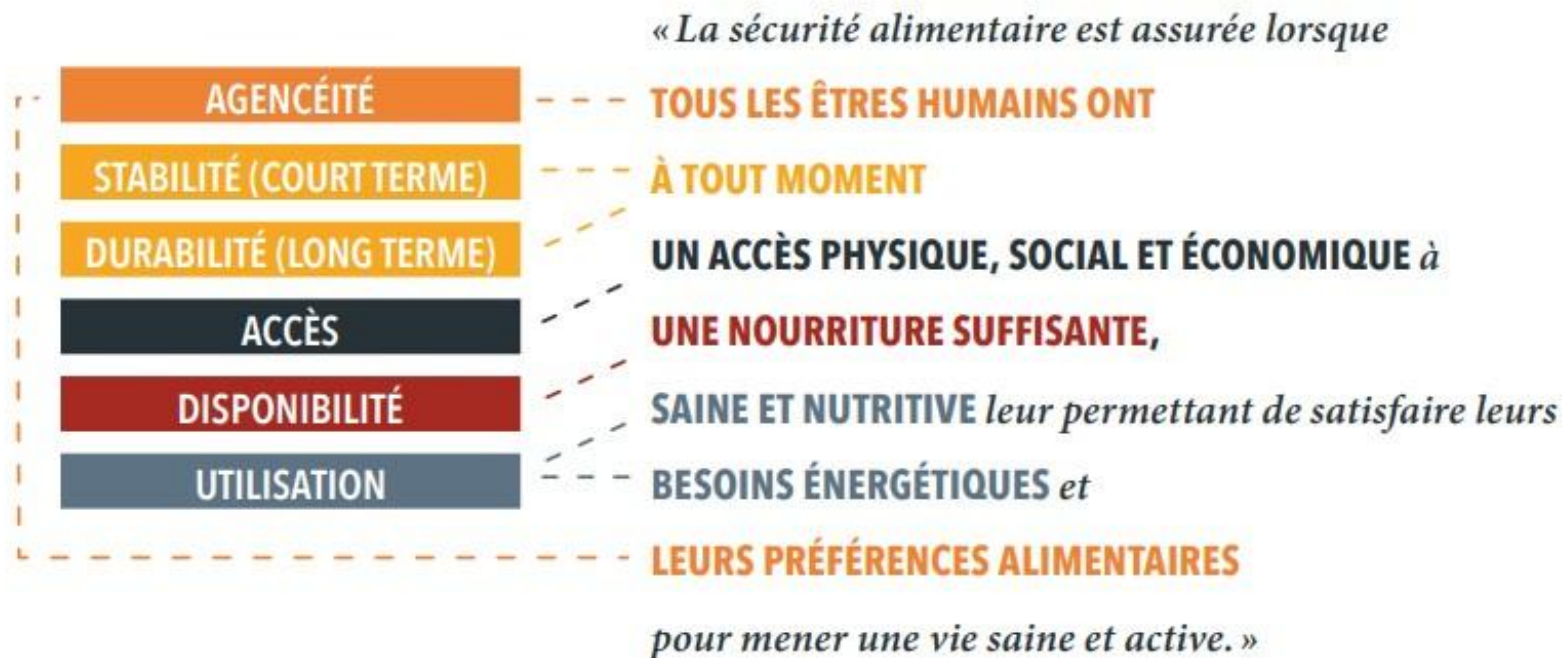 « La sécurité alimentaire est assurée lorsque
AGENCÉITÉ
TOUS LES ÊTRES HUMAINS ONT
STABILITÉ (COURT TERME)
À TOUT MOMENT
DURABILITÉ (LONG TERME)
UN ACCÈS PHYSIQUE, SOCIAL ET ÉCONOMIQUE à
ACCÈS
UNE NOURRITURE SUFFISANTE,
DISPONIBILITÉ
SAINE ET NUTRITIVE leur permettant de satisfaire leurs
UTILISATION
BESOINS ÉNERGÉTIQUES et
LEURS PRÉFÉRENCES ALIMENTAIRES
pour mener une vie saine et active. »